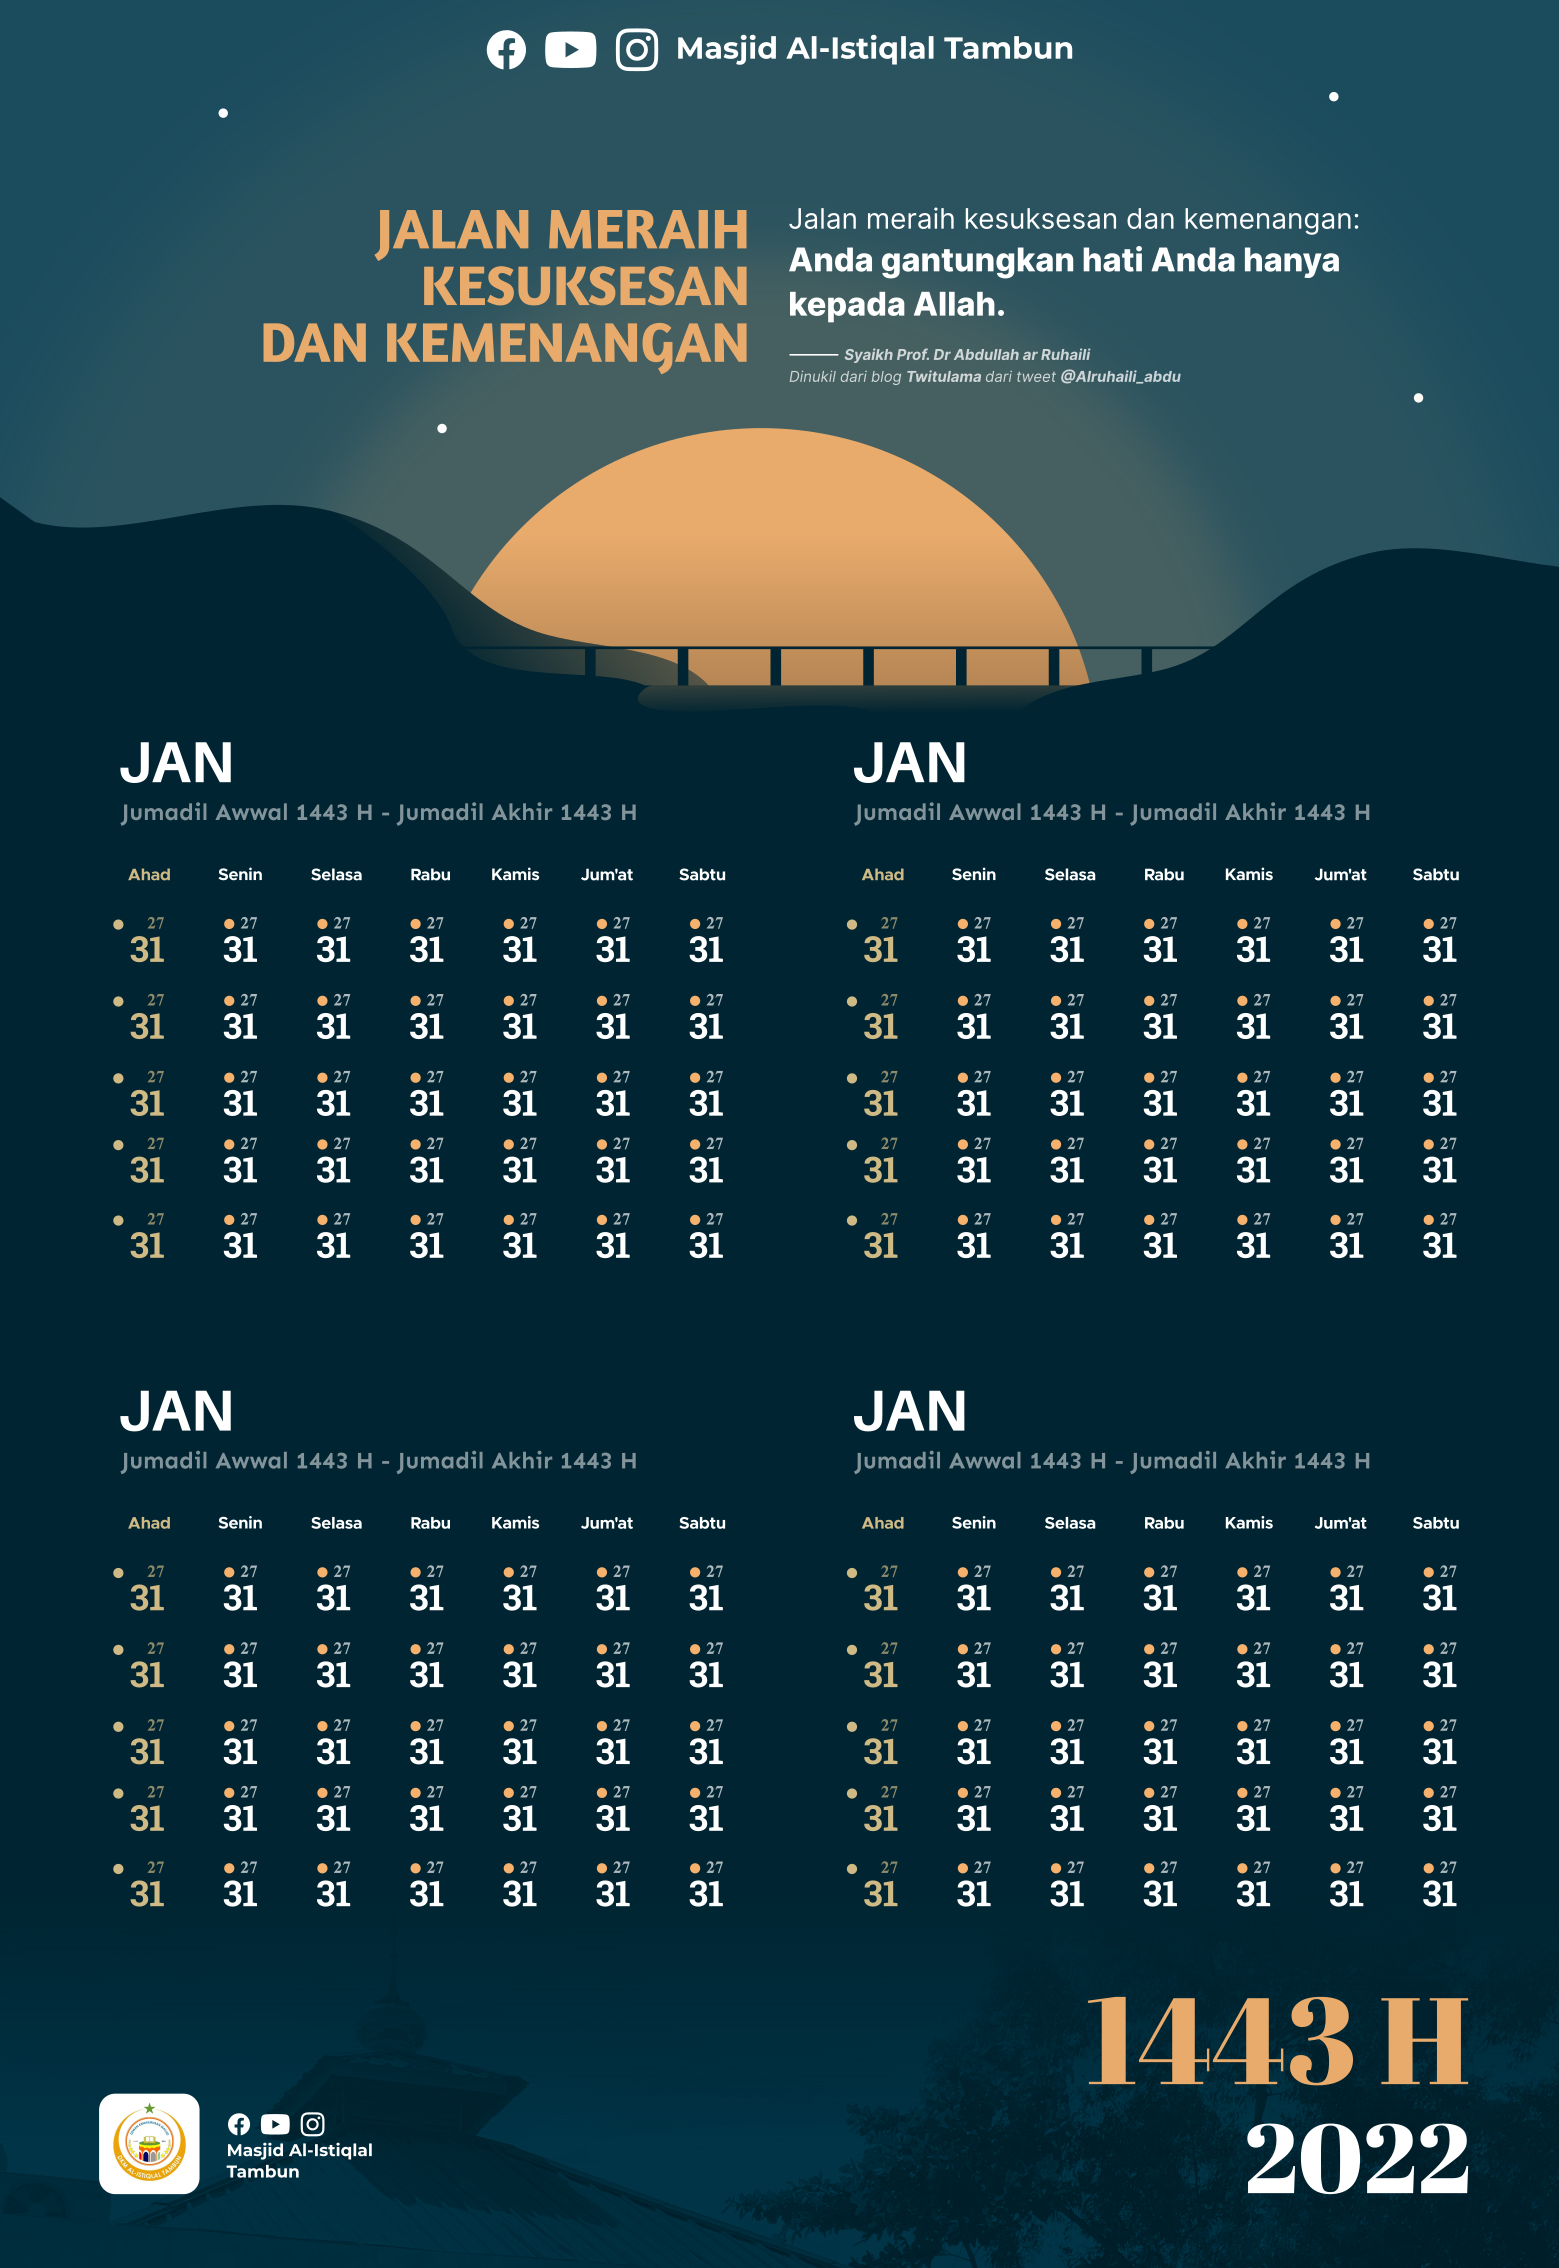 Masjid Al-Istiqlal Tambun
JALAN MERAIH
KESUKSESAN
DAN KEMENANGAN
Jalan meraih kesuksesan dan kemenangan:
Anda gantungkan hati Anda hanya
kepada Allah.
Syaikh Prof. Dr Abdullah ar Ruhaili
Dinukil dari blog Twitulama dari tweet @Alruhaili_abdu
JAN
Jumadil Awwal 1443 H - Jumadil Akhir 1443 H
Ahad Senin Selasa Rabu Kamis Jum'at Sabtu
27 27 27 27 27 27 27
31 31 31 31 31 31 31
27 27 27 27 27 27 27
31 31 31 31 31 31 31
27 27 27 27 27 27 27
31 31 31 31 31 31 31
27 27 27 27 27 27 27
31 31 31 31 31 31 31
27 27 27 27 27 27 27
31 31 31 31 31 31 31
JAN
Jumadil Awwal 1443 H - Jumadil Akhir 1443 H
Ahad Senin Selasa Rabu Kamis Jum'at Sabtu
27 27 27 27 27 27 27
31 31 31 31 31 31 31
27 27 27 27 27 27 27
31 31 31 31 31 31 31
27 27 27 27 27 27 27
31 31 31 31 31 31 31
27 27 27 27 27 27 27
31 31 31 31 31 31 31
27 27 27 27 27 27 27
31 31 31 31 31 31 31
JAN
Jumadil Awwal 1443 H - Jumadil Akhir 1443 H
Ahad Senin Selasa Rabu Kamis Jum'at Sabtu
27 27 27 27 27 27 27
31 31 31 31 31 31 31
27 27 27 27 27 27 27
31 31 31 31 31 31 31
27 27 27 27 27 27 27
31 31 31 31 31 31 31
27 27 27 27 27 27 27
31 31 31 31 31 31 31
27 27 27 27 27 27 27
31 31 31 31 31 31 31
JAN
Jumadil Awwal 1443 H - Jumadil Akhir 1443 H
Ahad Senin Selasa Rabu Kamis Jum'at Sabtu
27 27 27 27 27 27 27
31 31 31 31 31 31 31
27 27 27 27 27 27 27
31 31 31 31 31 31 31
27 27 27 27 27 27 27
31 31 31 31 31 31 31
27 27 27 27 27 27 27
31 31 31 31 31 31 31
27 27 27 27 27 27 27
31 31 31 31 31 31 31
1443 H
2022
AL-ISTIQLAL TAMBUN
Masjid Al-Istiqlal
Tambun